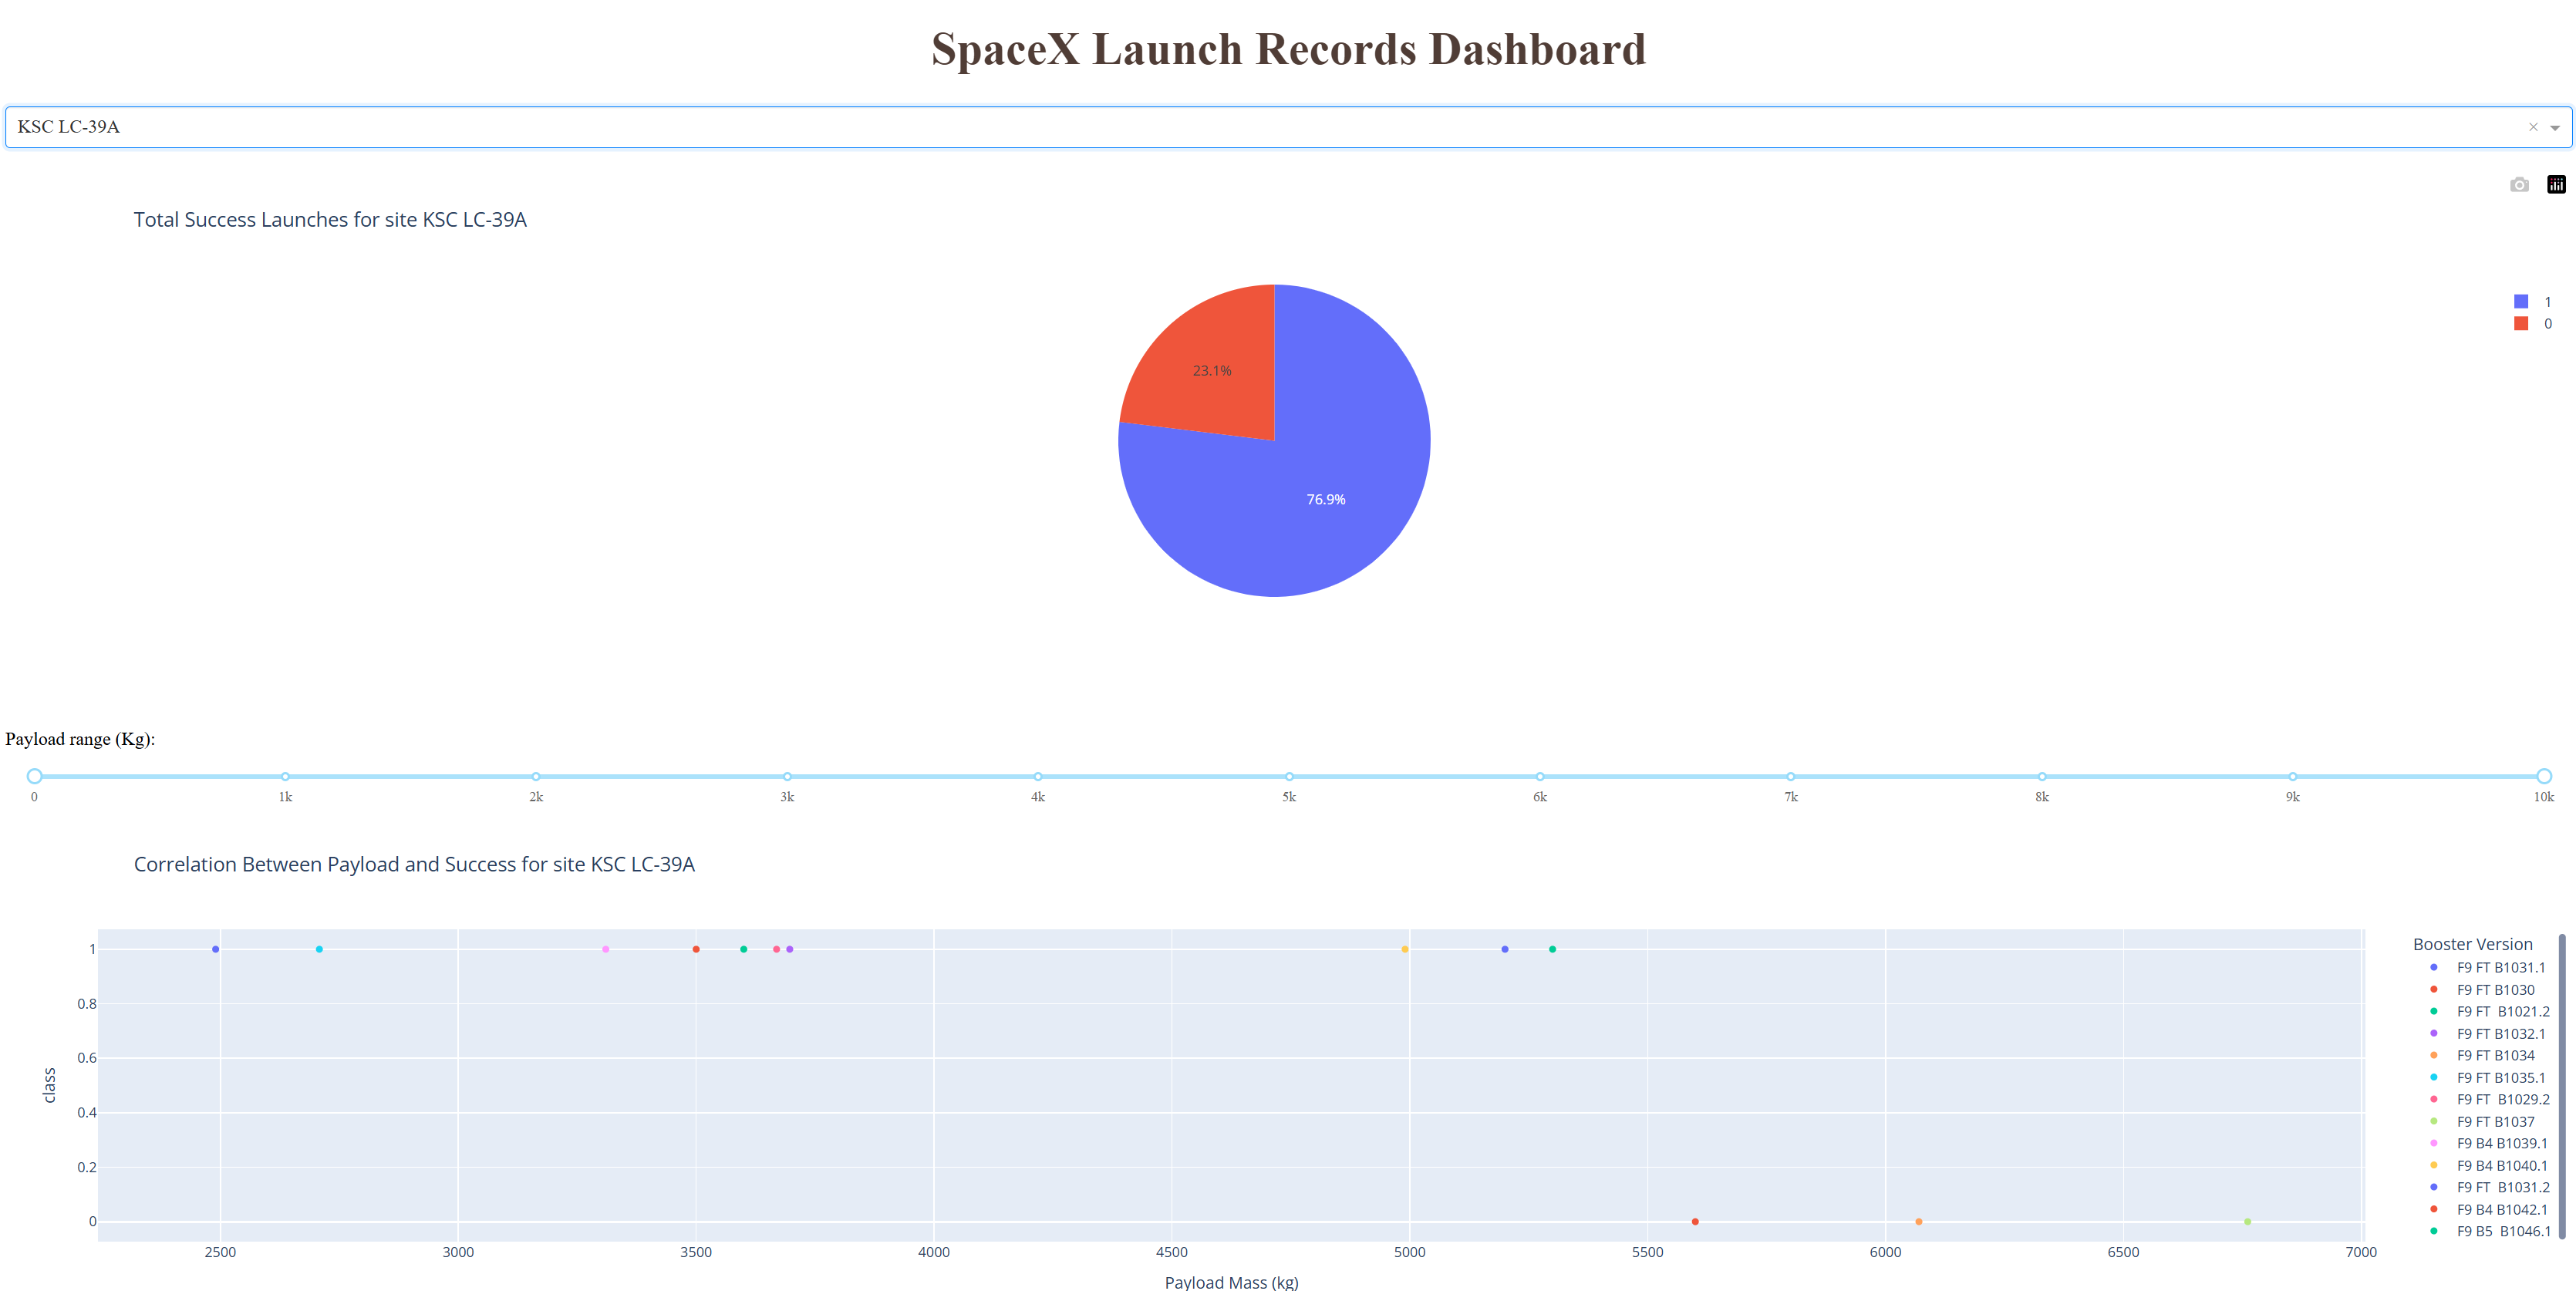 SpaceX Launch Records Dashboard
KSC LC-39A
×
Total Success Launches for site KSC LC-39A
1
0
23.1%
76.9%
Payload range (Kg):
0 1k 2k 3k 4k 5k 6k 7k 8k 9k 10k
Correlation Between Payload and Success for site KSC LC-39A
1
0.8
0.6
0.4
0.2
0
class
2500 3000 3500 4000 4500 5000 5500 6000 6500 7000
Payload Mass (kg)
Booster Version
F9 FT B1031.1
F9 FT B1030
F9 FT  B1021.2
F9 FT B1032.1
F9 FT B1034
F9 FT B1035.1
F9 FT  B1029.2
F9 FT B1037
F9 B4 B1039.1
F9 B4 B1040.1
F9 FT  B1031.2
F9 B4 B1042.1
F9 B5  B1046.1